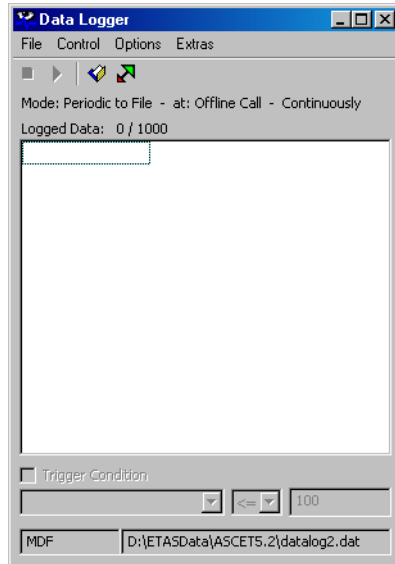 Data Logger
File Control Options Extras
Mode: Periodic to File - at: Offline Call - Continuously
Logged Data: 0 / 1000
Trigger Condition
<= 100
MDF D:\ETASData\ASCET5.2\datalog2.dat